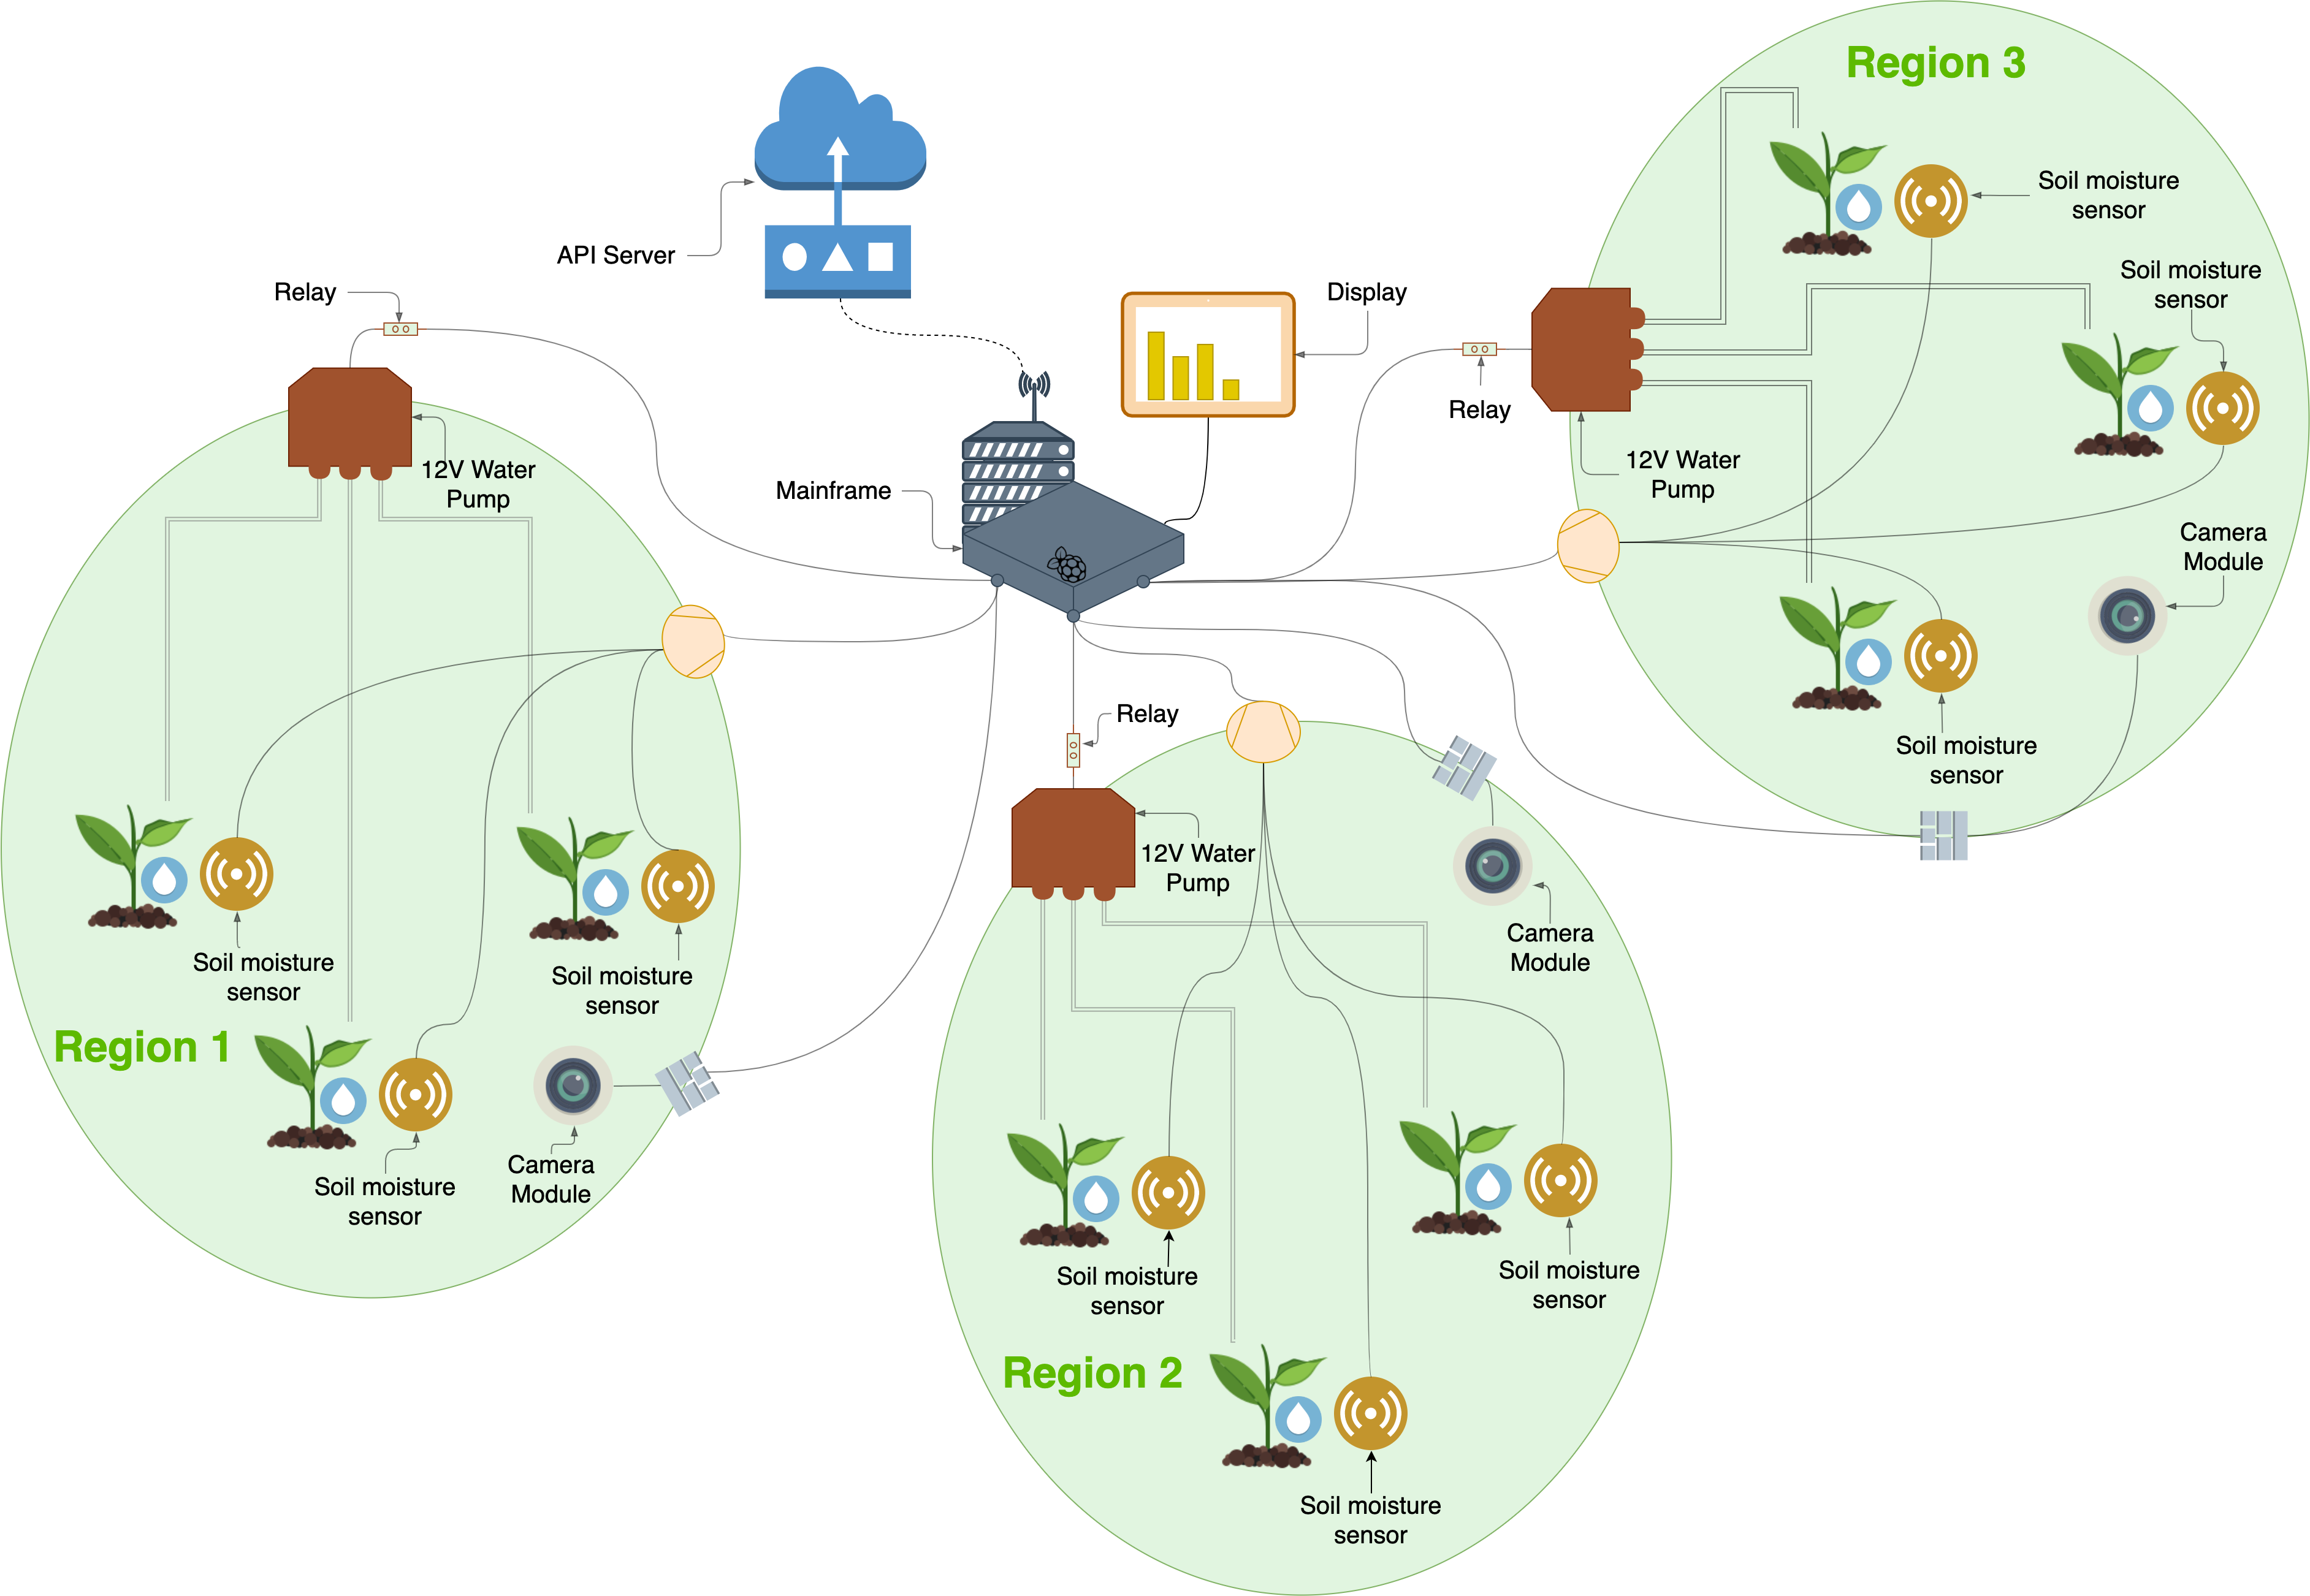 Region 3
Soil moisture
sensor
API Server
Relay
Display
Soil moisture
sensor
Relay
12V Water
Pump
12V Water
Pump
Mainframe
Camera
Module
Relay
Soil moisture
sensor
12V Water
Pump
Camera
Module
Soil moisture
sensor
Soil moisture
sensor
Region 1
Camera
Module
Soil moisture
sensor
Soil moisture
sensor
Soil moisture
sensor
Region 2
Soil moisture
sensor